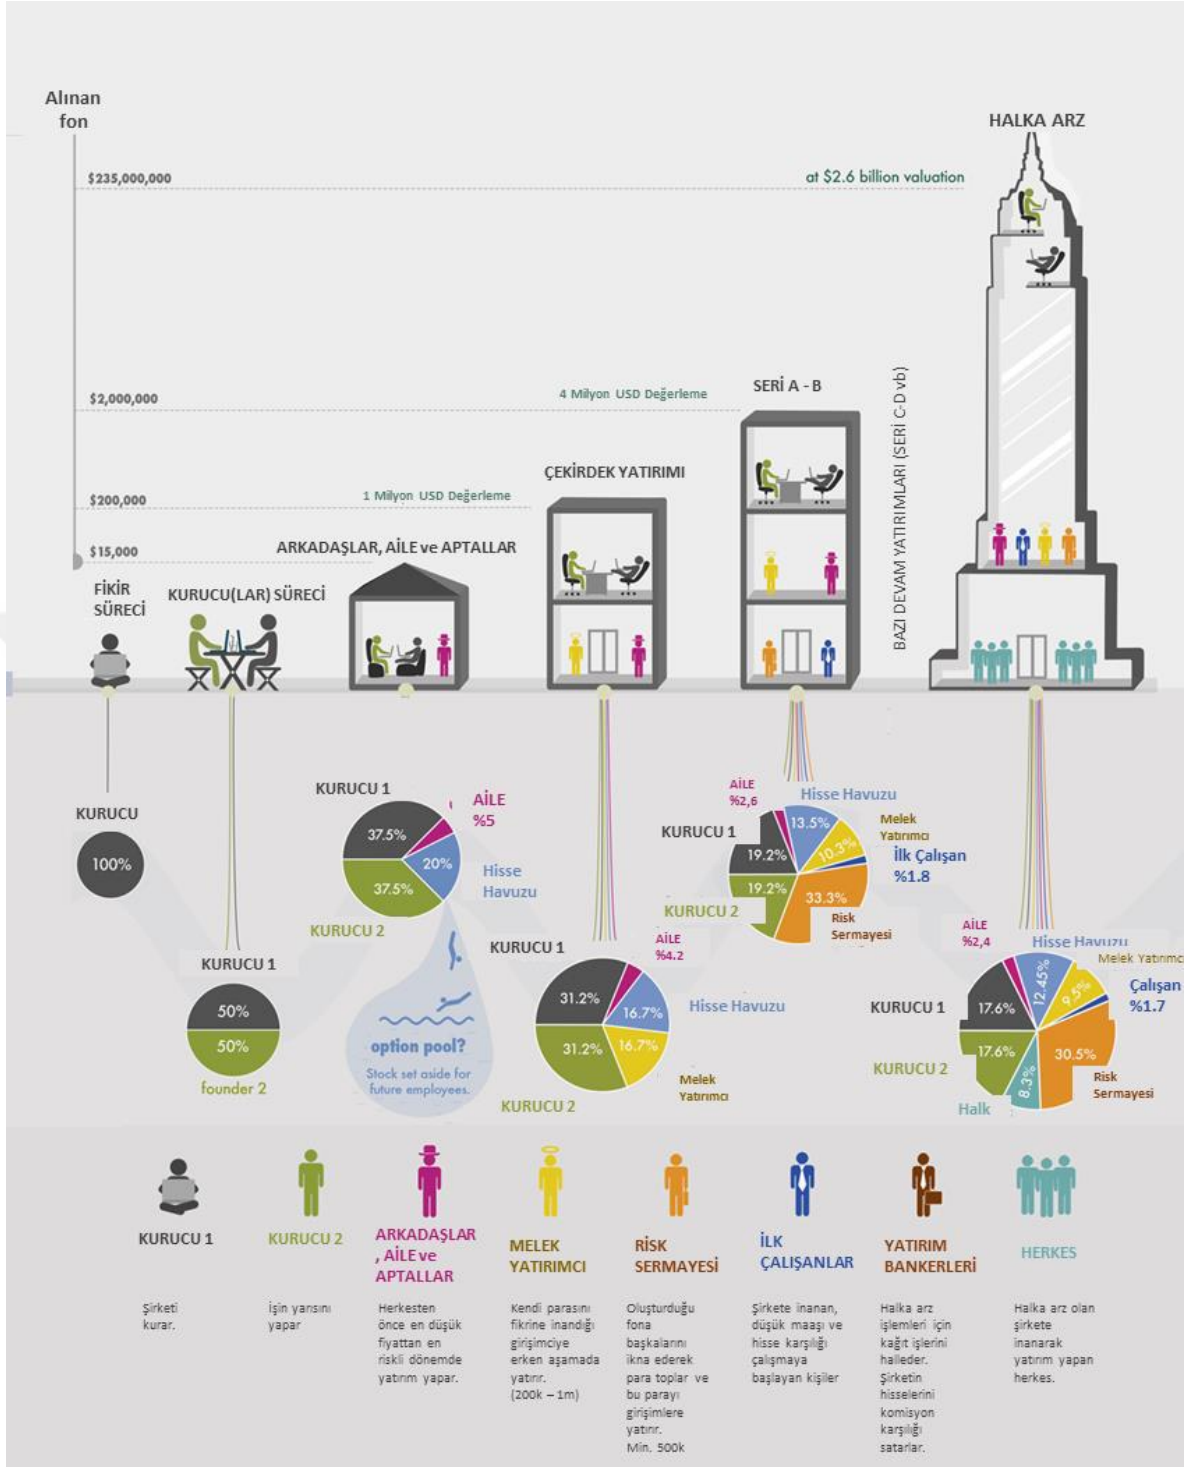 Alınan
fon
HALKA ARZ
$235,000,000
at $2.6 billion valuation
$2,000,000
4 Milyon USD Değerleme
SERİ A - B
BAZI DEVAM YATIRIMLARI (SERİ C-D vb)
ÇEKİRDEK YATIRIMI
$200,000
1 Milyon USD Değerleme
$15,000
ARKADAŞLAR, AİLE ve APTALLAR
FİKİR
SÜRECİ
KURUCU(LAR) SÜRECİ
KURUCU
100%
KURUCU 1
50%
50%
founder 2
KURUCU 1
AİLE
%5
37.5%
20%
37.5%
Hisse
Havuzu
KURUCU 2
option pool?
Stock set aside for
future employees.
KURUCU 1
AİLE
%4.2
31.2%
16.7%
Hisse Havuzu
31.2%
16.7%
Melek
Yatırımcı
KURUCU 2
AİLE
%2,6
Hisse Havuzu
KURUCU 1
13.5%
Melek
Yatırımcı
10.3%
İlk Çalışan
%1.8
19.2%
19.2%
33.3%
KURUCU 2
Risk
Sermayesi
AİLE
%2,4
Hisse Havuzu
Melek Yatırımcı
12.45%
9.5%
Çalışan
%1.7
KURUCU 1
17.6%
17.6%
30.5%
KURUCU 2
8.3%
Risk
Sermayesi
Halk
KURUCU 1
Şirketi
kurar.
KURUCU 2
İşin yarısını
yapar
ARKADAŞLAR
, AİLE ve
APTALLAR
Herkesten
önce en düşük
fiyattan en
riskli dönemde
yatırım yapar.
MELEK
YATIRIMCI
Kendi parasını
fikrine inandığı
girişimciye
erken aşamada
yatırır.
(200k – 1m)
RİSK
SERMAYESİ
Oluşturduğu
fona
başkalarını
ikna ederek
para toplar ve
bu parayı
girişimlere
yatırır.
Min. 500k
İLK
ÇALIŞANLAR
Şirkete inanan,
düşük maaşı ve
hisse karşılığı
çalışmaya
başlayan kişiler
YATIRIM
BANKERLERİ
Halka arz
işlemleri için
kağıt işlerini
halleder.
Şirketin
hisselerini
komisyon
karşılığı
satarlar.
HERKES
Halka arz olan
şirkete
inanarak
yatırım yapan
herkes.